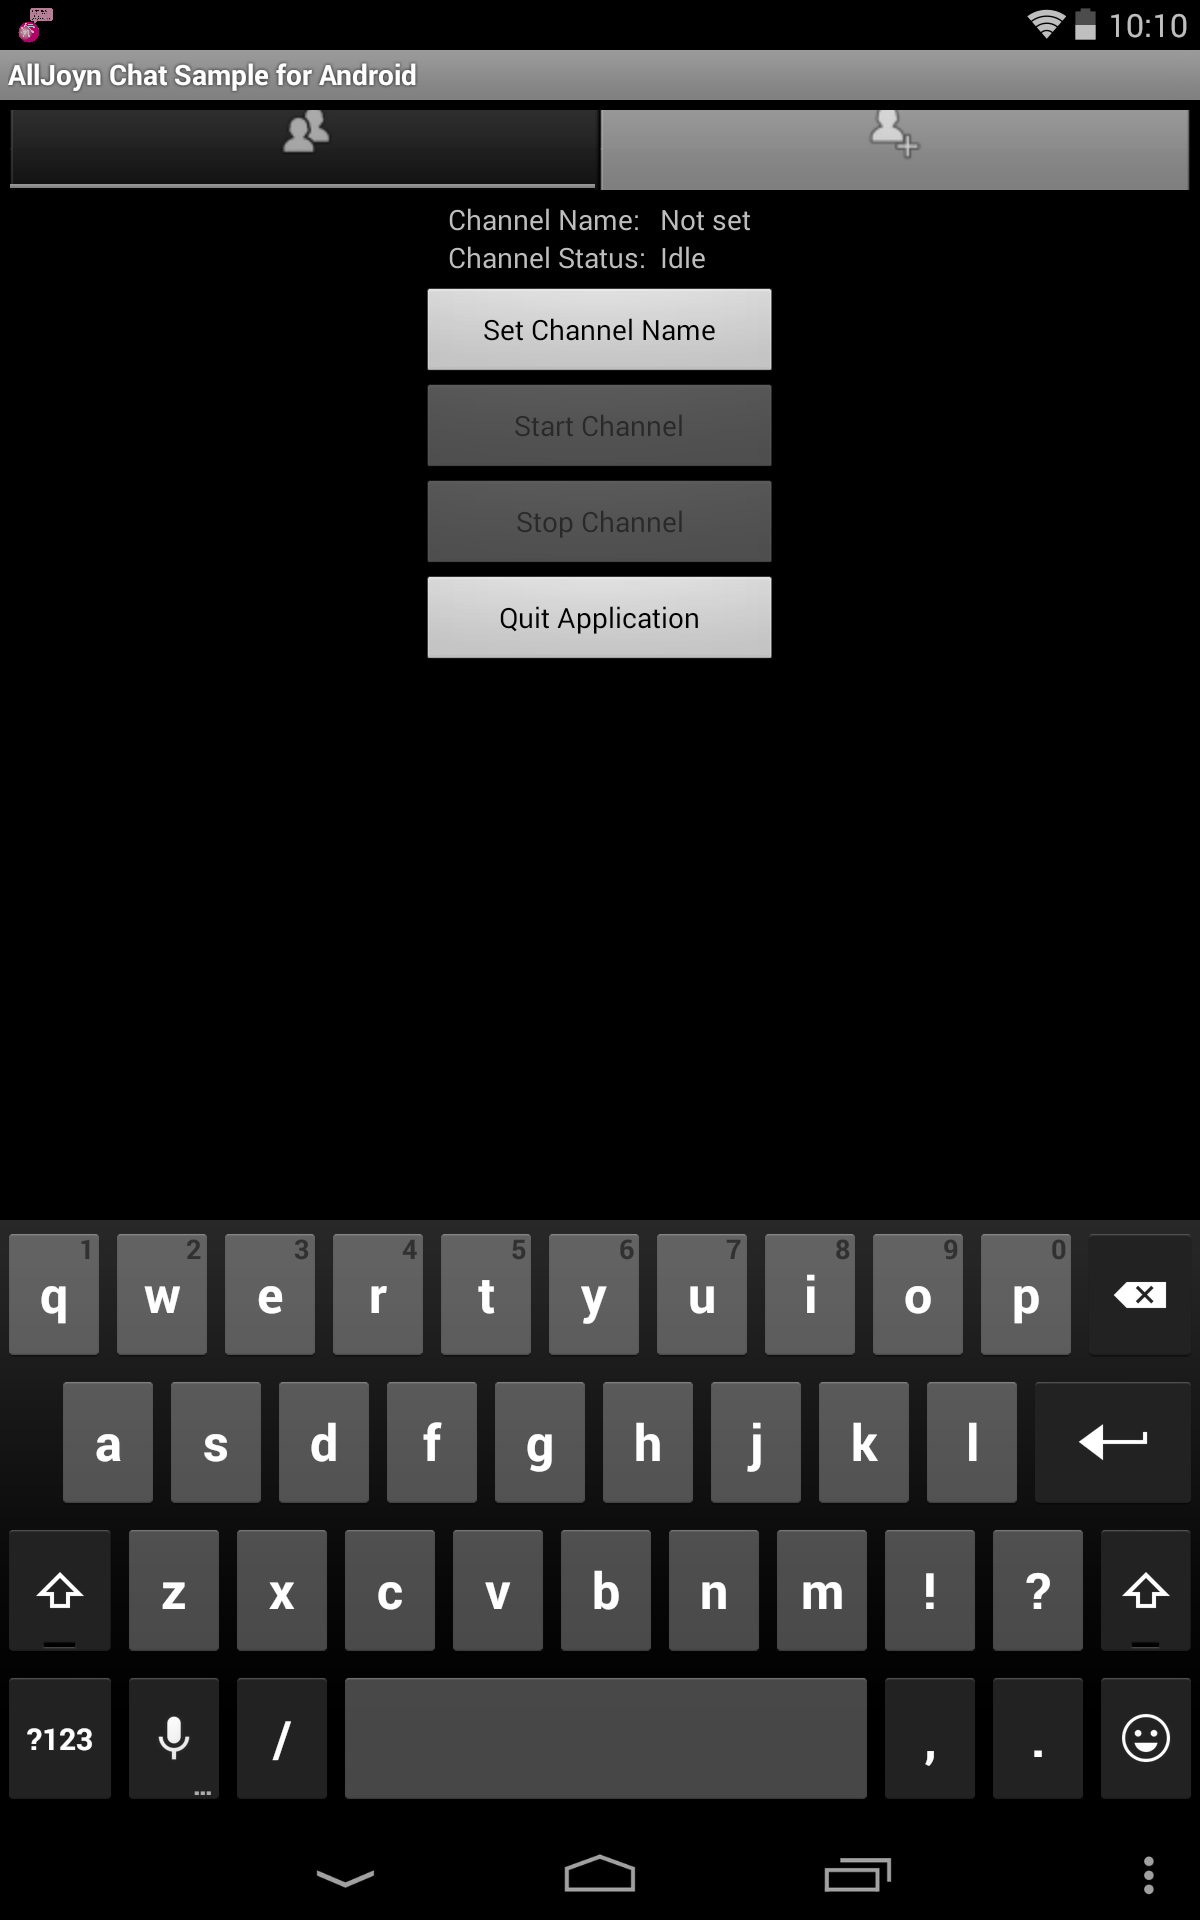 10:10
AllJoyn Chat Sample for Android
Channel Name: Not set
Channel Status: Idle
Set Channel Name
Start Channel
Stop Channel
Quit Application
1 2 3 4 5 6 7 8 9 0
q w e r t y u i o p
a s d f g h j k l
z x c v b n m ! ?
?123 / , .